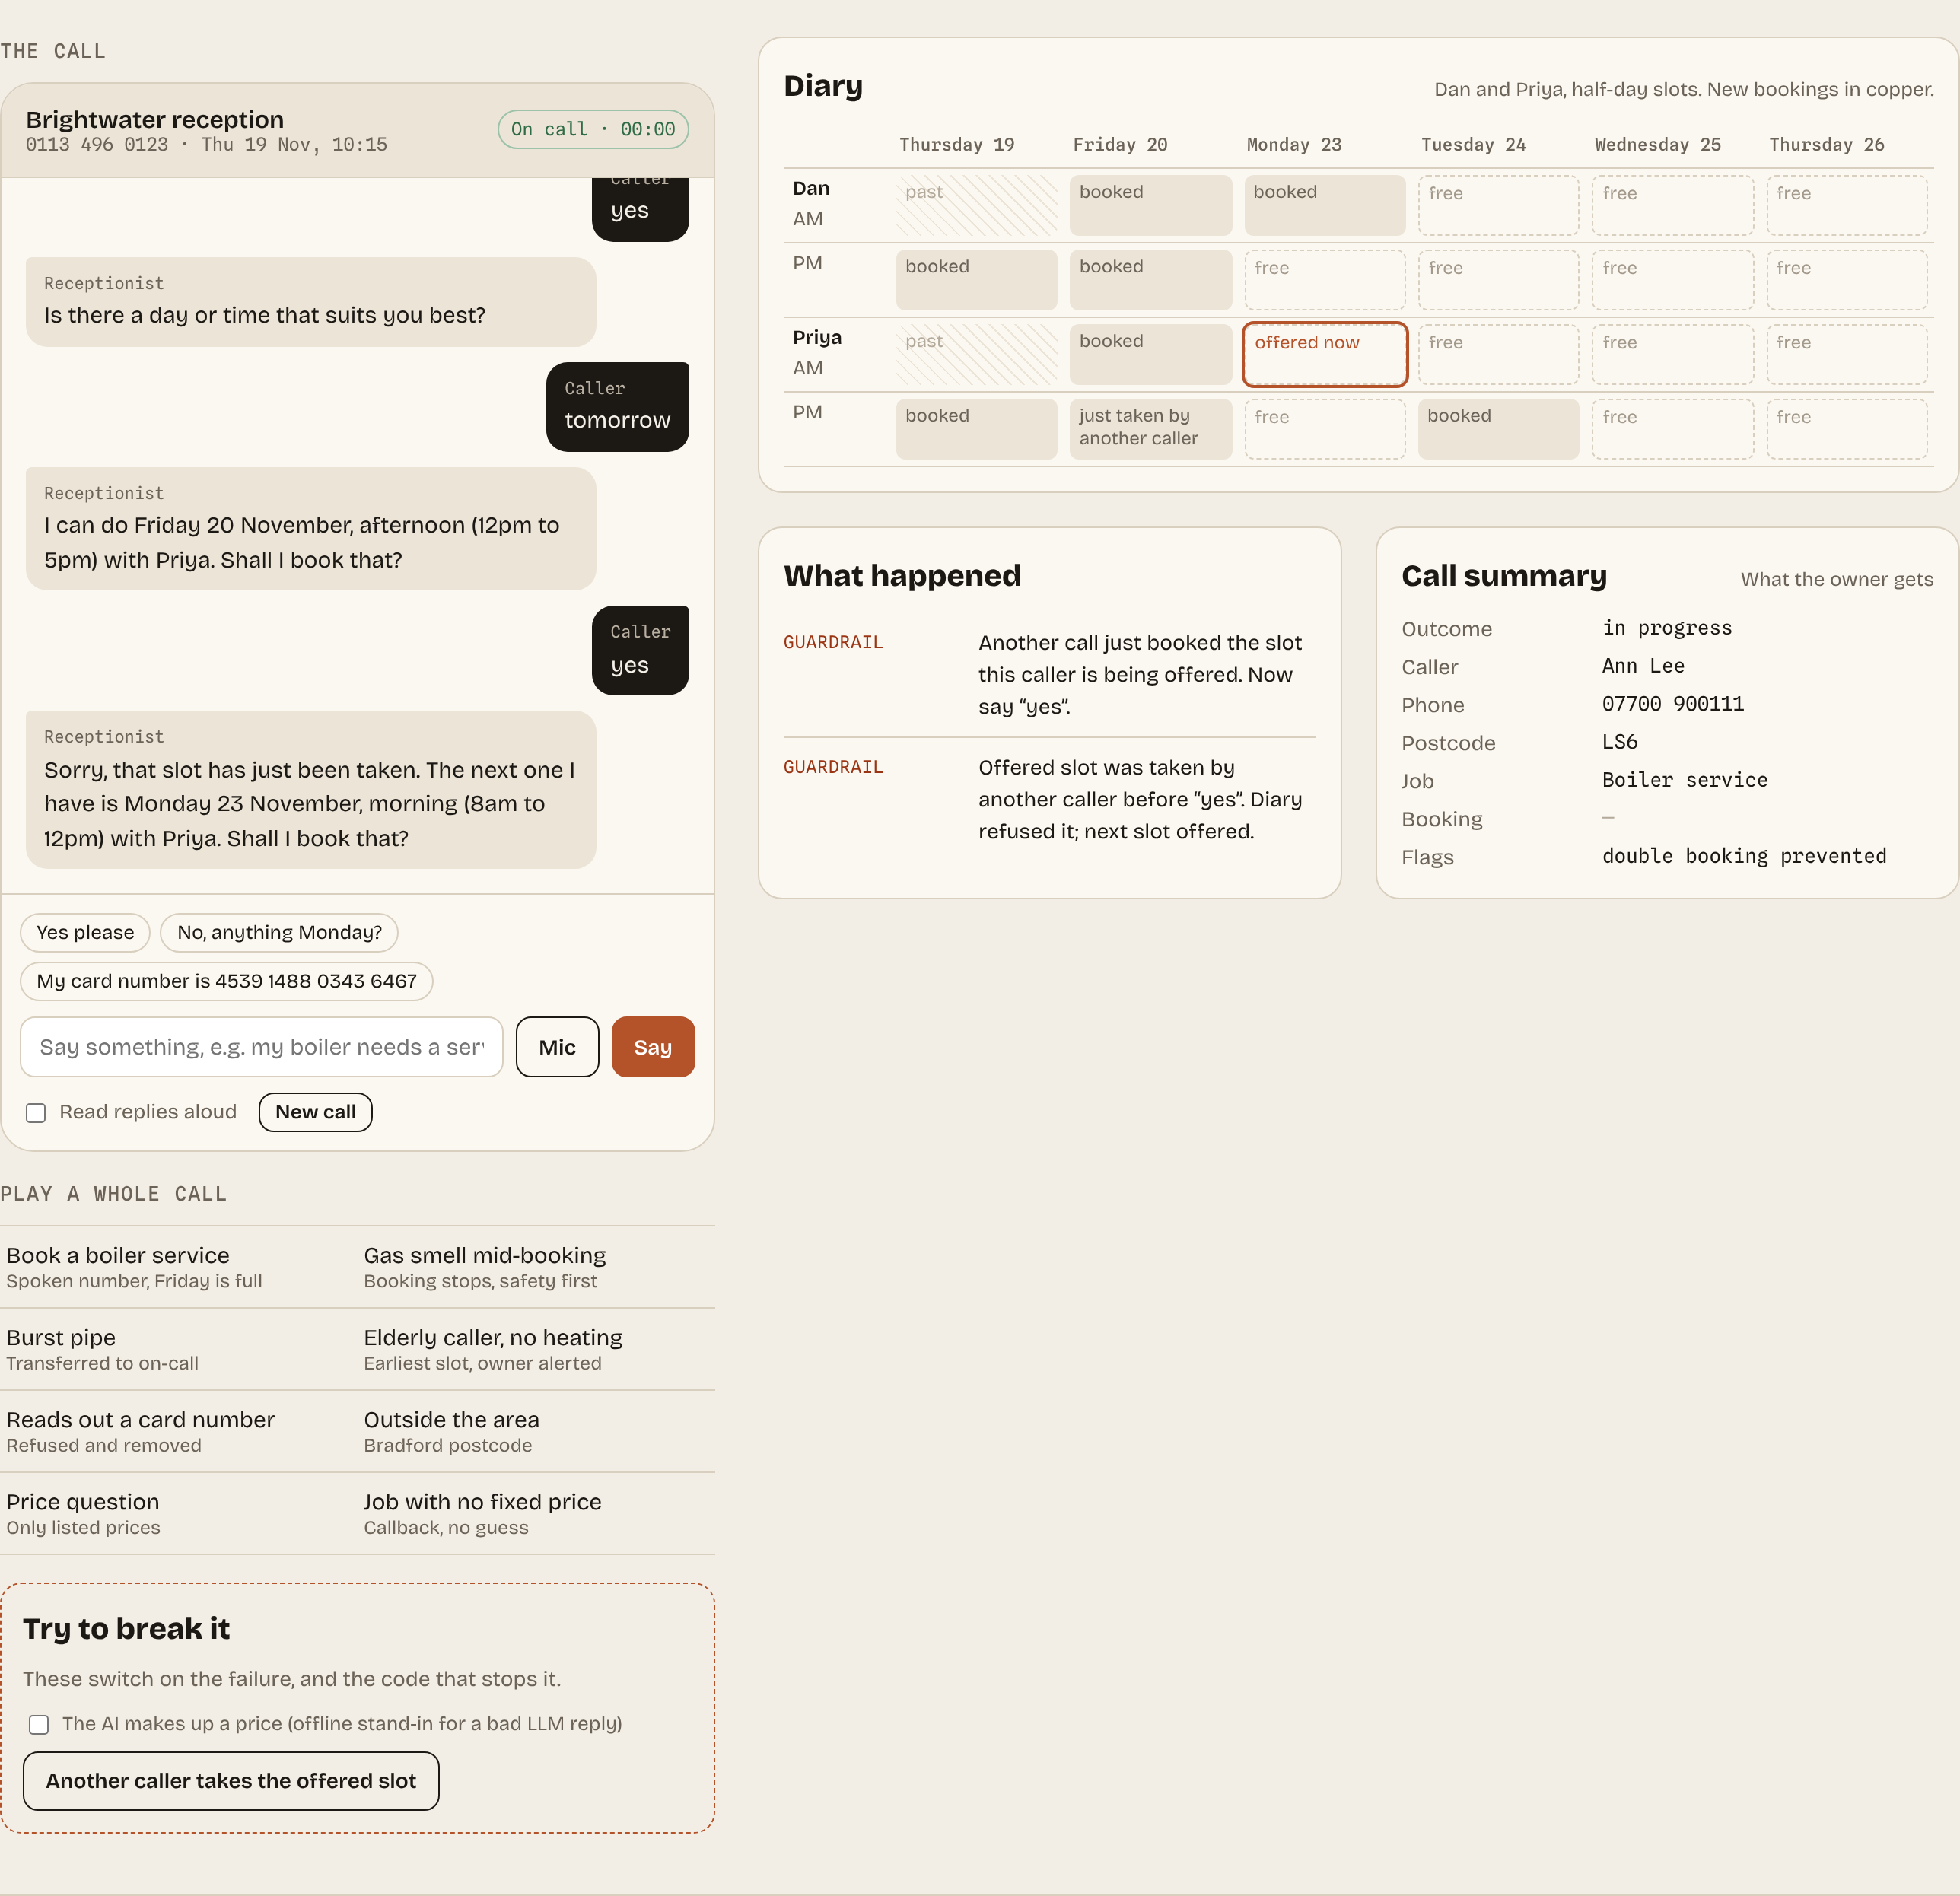 THE CALL
Brightwater reception
0113 496 0123 · Thu 19 Nov, 10:15
On call · 00:00
Caller
yes
Receptionist
Is there a day or time that suits you best?
Caller
tomorrow
Receptionist
I can do Friday 20 November, afternoon (12pm to
5pm) with Priya. Shall I book that?
Caller
yes
Receptionist
Sorry, that slot has just been taken. The next one I
have is Monday 23 November, morning (8am to
12pm) with Priya. Shall I book that?
Yes please
No, anything Monday?
My card number is 4539 1488 0343 6467
Say something, e.g. my boiler needs a
Mic
Say
Read replies aloud
New call
PLAY A WHOLE CALL
Book a boiler service
Spoken number, Friday is full
Gas smell mid-booking
Booking stops, safety first
Burst pipe
Transferred to on-call
Elderly caller, no heating
Earliest slot, owner alerted
Reads out a card number
Refused and removed
Outside the area
Bradford postcode
Price question
Only listed prices
Job with no fixed price
Callback, no guess
Try to break it
These switch on the failure, and the code that stops it.
The AI makes up a price (offline stand-in for a bad LLM reply)
Another caller takes the offered slot
Diary
Dan and Priya, half-day slots. New bookings in copper.
Thursday 19 Friday 20 Monday 23 Tuesday 24 Wednesday 25 Thursday 26
Dan
AM
past booked booked free free free
PM
booked booked free free free free
Priya
AM
past booked offered now free free free
PM
booked just taken by free booked free free
another caller
What happened
GUARDRAIL
Another call just booked the slot
this caller is being offered. Now
say “yes”.
GUARDRAIL
Offered slot was taken by
another caller before “yes”. Diary
refused it; next slot offered.
Call summary
What the owner gets
Outcome in progress
Caller Ann Lee
Phone 07700 900111
Postcode LS6
Job Boiler service
Booking –
Flags double booking prevented